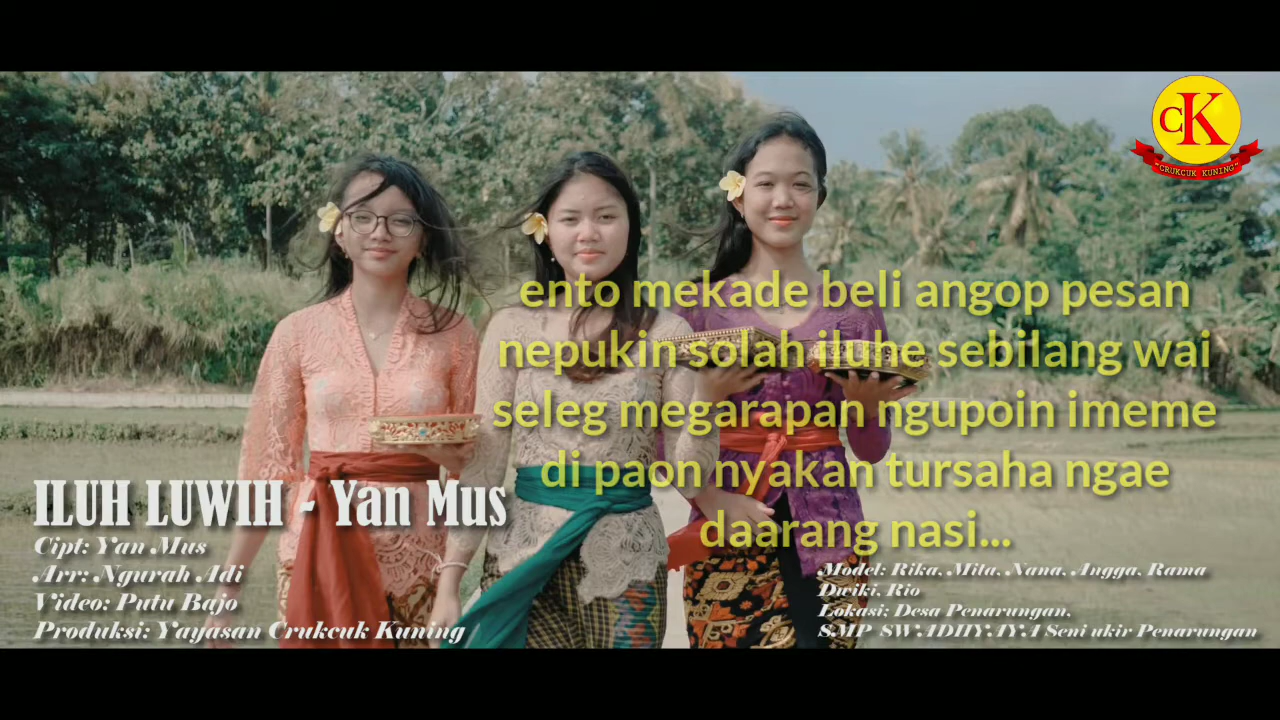 CK
"CRUKCUK KUNING"
ento mekade beli angop pesan
nepukin solah iluhe sebilang wai
seleg megarapan ngupoin imeme
di paon nyakan tursaha ngae
daarang nasi...
ILUH LUWIH - Yan Mus
Cipt: Yan Mus
Arr: Ngurah Adi
Video: Putu Bajo
Produksi: Yayasan Crukcuk Kuning
Model: Rika, Mita, Nana, Angga, Rama
Dwiki, Rio
Lokasi: Desa Penarungan,
SMP SWADHYAYA Seni ukir Penarungan